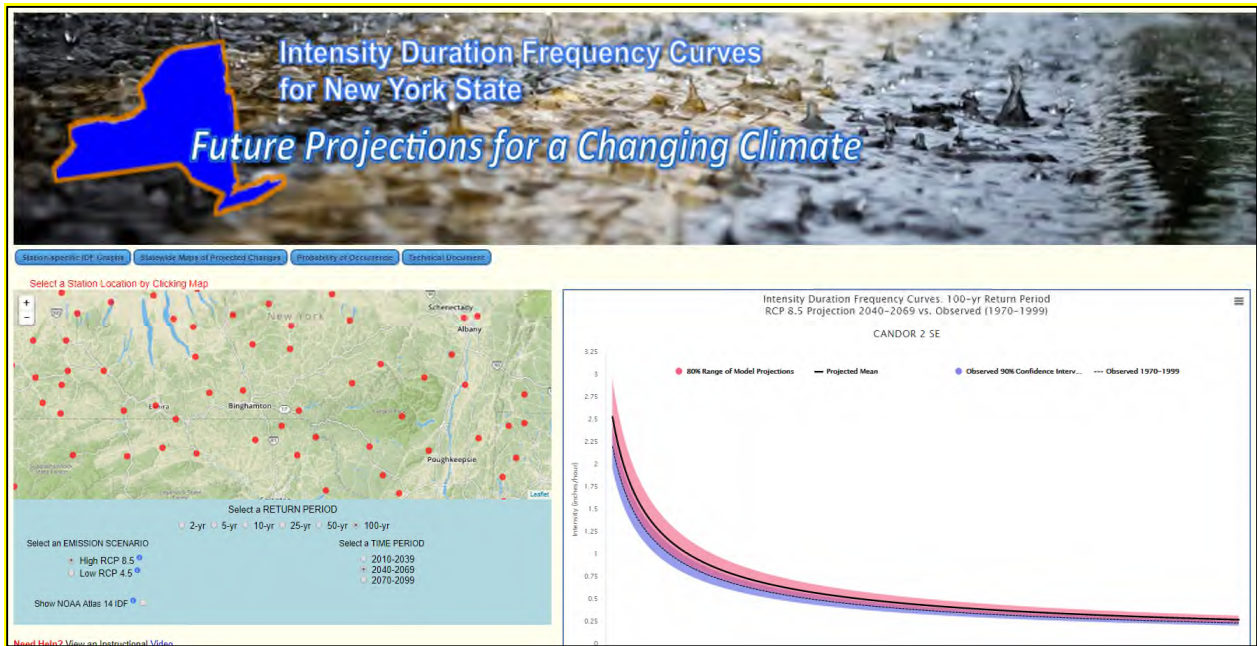 Intensity Duration Frequency Curves
for New York State
Future Projections for a Changing Climate
Station-specific IDF Graphs
Statewide Maps of Projected Changes
Probability of Occurrence
Technical Document
Select a Station Location by Clicking Map
+
−
New York
Schenectady
Albany
Elmira
Binghamton
17
81
Poughkeepsie
Leaflet
Select a RETURN PERIOD
2-yr 5-yr 10-yr 25-yr 50-yr 100-yr
Select an EMISSION SCENARIO
High RCP 8.5
Low RCP 4.5
Select a TIME PERIOD
2010-2039
2040-2069
2070-2099
Show NOAA Atlas 14 IDF
Need Help? View an Instructional Video
Intensity Duration Frequency Curves. 100-yr Return Period
RCP 8.5 Projection 2040-2069 vs. Observed (1970-1999)
CANDOR 2 SE
80% Range of Model Projections
Projected Mean
Observed 90% Confidence Interv...
Observed 1970-1999
Intensity (inches/hour)
3.25
3
2.75
2.5
2.25
2
1.75
1.5
1.25
1
0.75
0.5
0.25
0